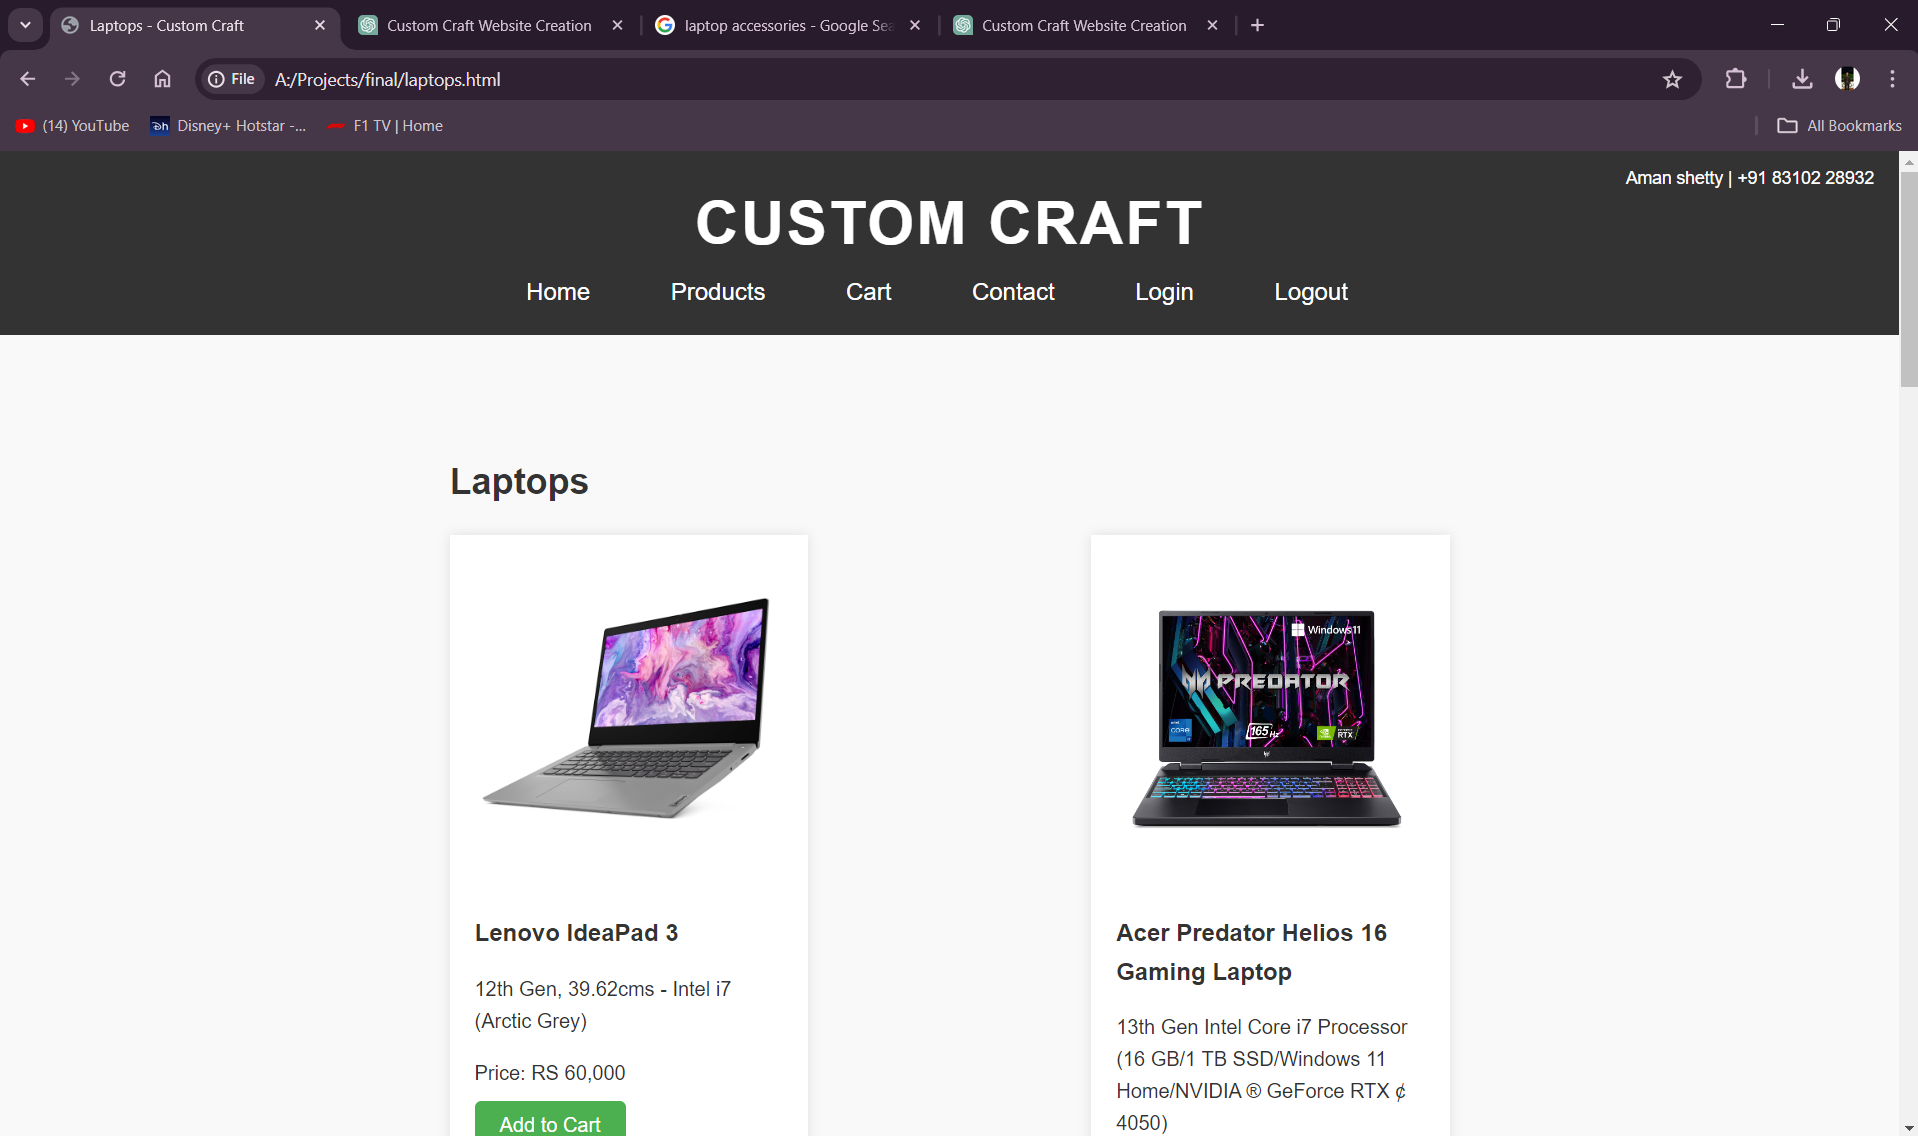 Laptops - Custom Craft
Custom Craft Website Creation
laptop accessories - Google Sea
Custom Craft Website Creation
File
A:/Projects/final/laptops.html
(14) YouTube
Disney+ Hotstar -...
F1 TV | Home
All Bookmarks
Aman shetty | +91 83102 28932
CUSTOM CRAFT
Home
Products
Cart
Contact
Login
Logout
Laptops
Windows 11
PREDATOR
intel
CORE
165 Hz
RTX
Lenovo IdeaPad 3
12th Gen, 39.62cms - Intel i7
(Arctic Grey)
Price: RS 60,000
Add to Cart
Acer Predator Helios 16
Gaming Laptop
13th Gen Intel Core i7 Processor
(16 GB/1 TB SSD/Windows 11
Home/NVIDIA ® GeForce RTX ¢
4050)